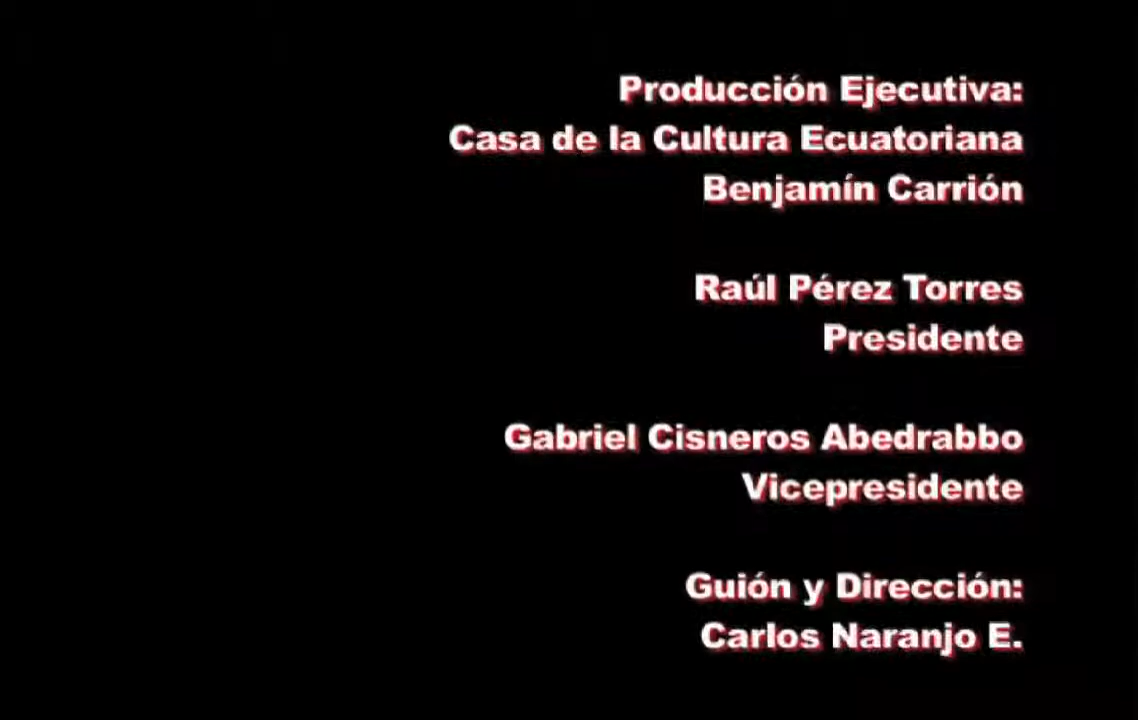 Producción Ejecutiva:
Casa de la Cultura Ecuatoriana
Benjamín Carrión
Raúl Pérez Torres
Presidente
Gabriel Cisneros Abedrabbo
Vicepresidente
Guión y Dirección:
Carlos Naranjo E.